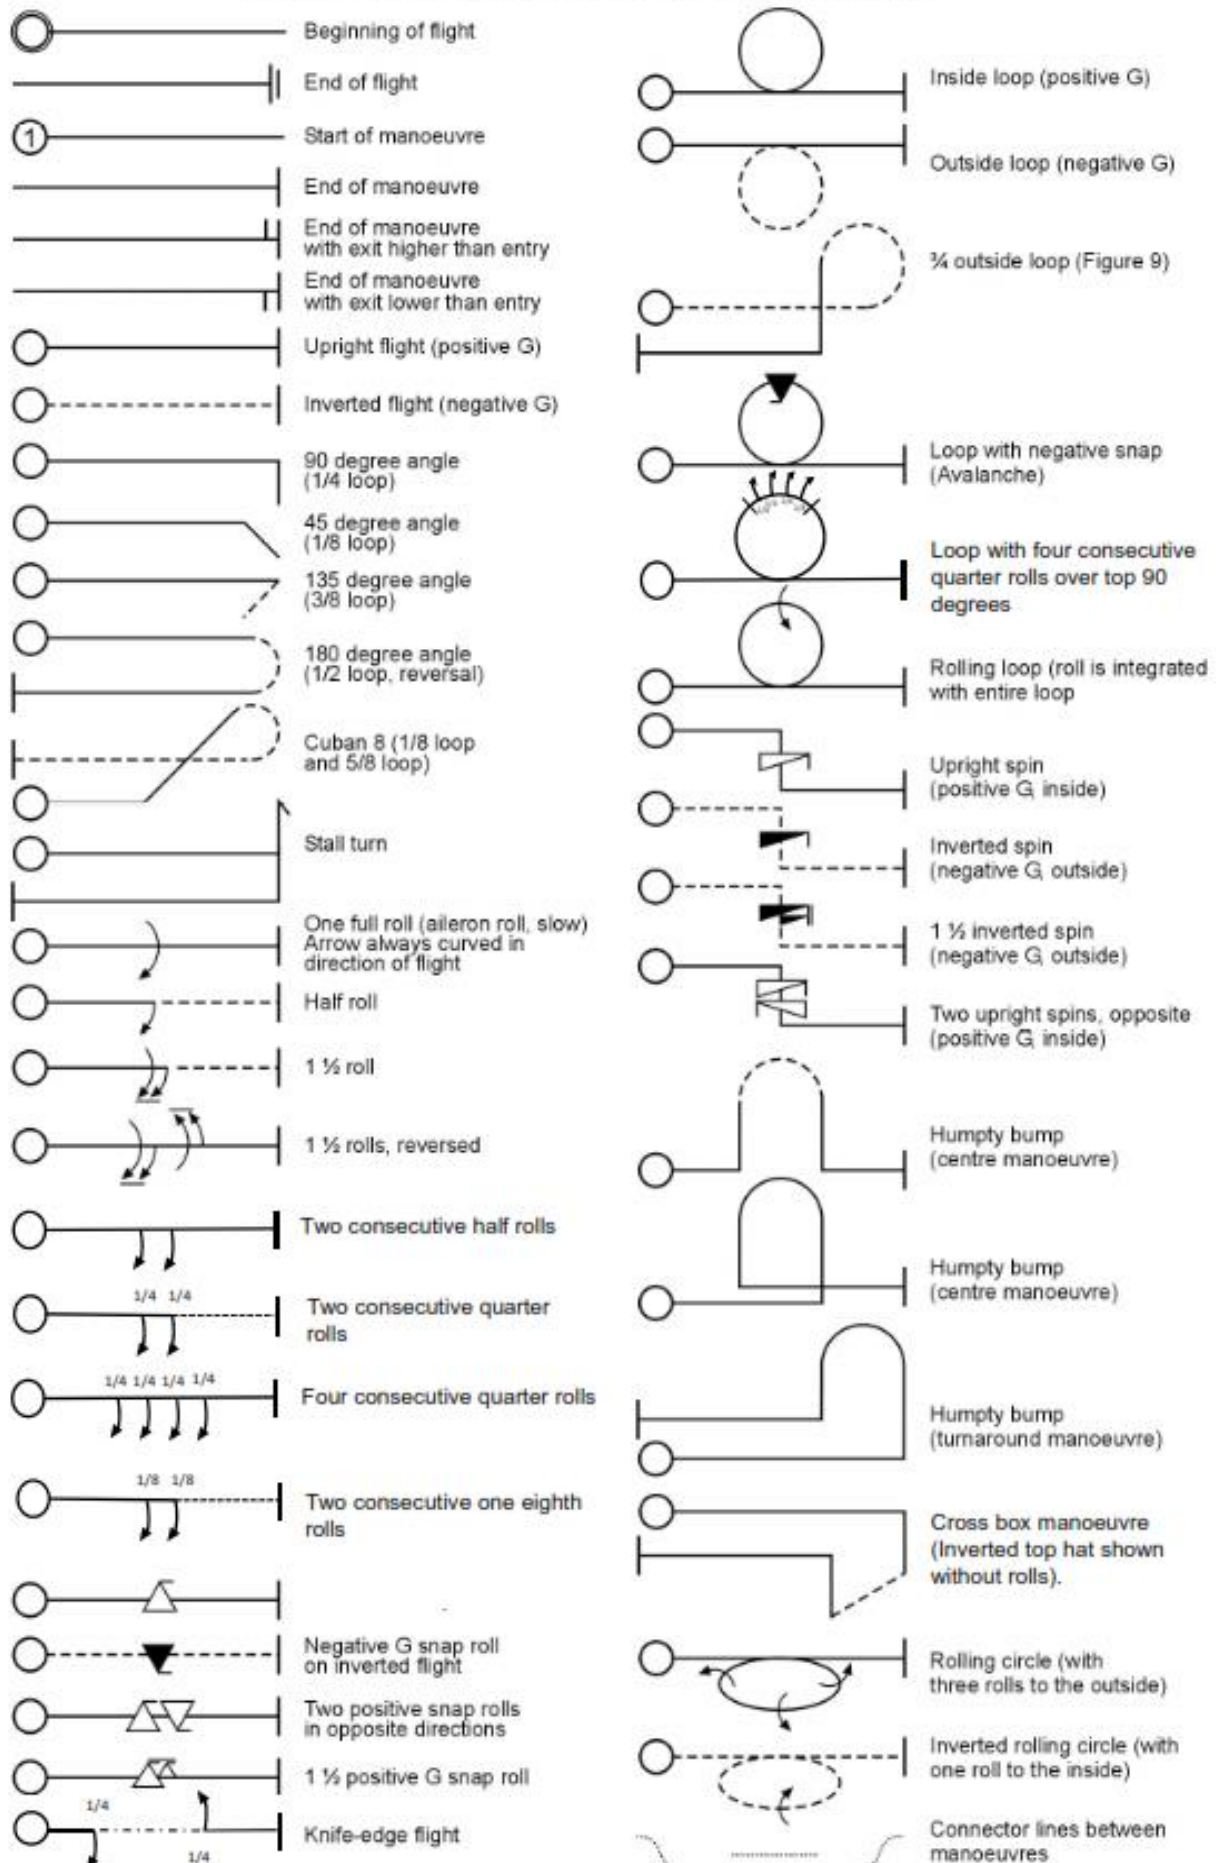 Beginning of flight
End of flight
1
Start of manoeuvre
End of manoeuvre
End of manoeuvre
with exit higher than entry
End of manoeuvre
with exit lower than entry
Upright flight (positive G)
Inverted flight (negative G)
90 degree angle
(1/4 loop)
45 degree angle
(1/8 loop)
135 degree angle
(3/8 loop)
180 degree angle
(1/2 loop, reversal)
Cuban 8 (1/8 loop
and 5/8 loop)
Stall turn
One full roll (aileron roll, slow)
Arrow always curved in
direction of flight
Half roll
1 ½ roll
1 ½ rolls, reversed
Two consecutive half rolls
1/4 1/4
Two consecutive quarter
rolls
1/4 1/4 1/4 1/4
Four consecutive quarter rolls
1/8 1/8
Two consecutive one eighth
rolls
Negative G snap roll
on inverted flight
Two positive snap rolls
in opposite directions
1 ½ positive G snap roll
1/4
Knife-edge flight
1/4
Inside loop (positive G)
Outside loop (negative G)
¾ outside loop (Figure 9)
Loop with negative snap
(Avalanche)
Loop with four consecutive
quarter rolls over top 90
degrees
Rolling loop (roll is integrated
with entire loop
Upright spin
(positive G, inside)
Inverted spin
(negative G, outside)
1 ½ inverted spin
(negative G, outside)
Two upright spins, opposite
(positive G, inside)
Humpty bump
(centre manoeuvre)
Humpty bump
(centre manoeuvre)
Humpty bump
(turnaround manoeuvre)
Cross box manoeuvre
(Inverted top hat shown
without rolls).
Rolling circle (with
three rolls to the outside)
Inverted rolling circle (with
one roll to the inside)
Connector lines between
manoeuvres